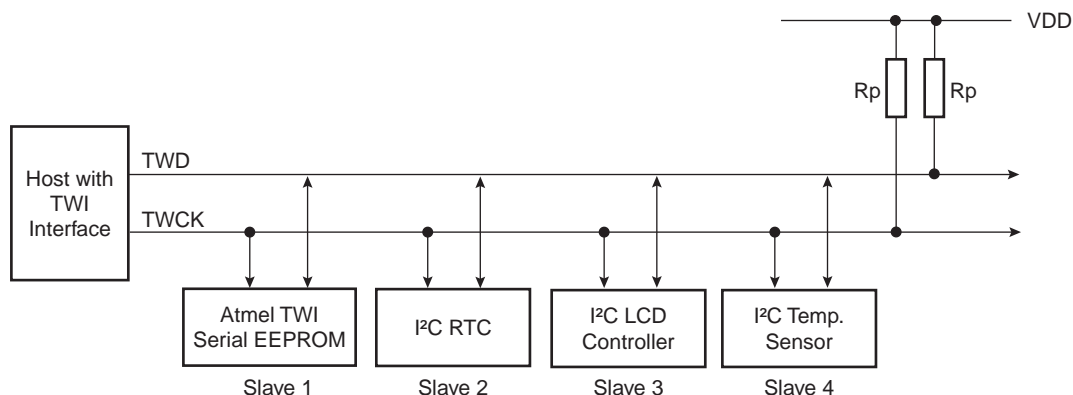 VDD
Rp
Rp
Host with
TWI
Interface
TWD
TWCK
Atmel TWI
Serial EEPROM
I²C RTC
I²C LCD
Controller
I²C Temp.
Sensor
Slave 1
Slave 2
Slave 3
Slave 4